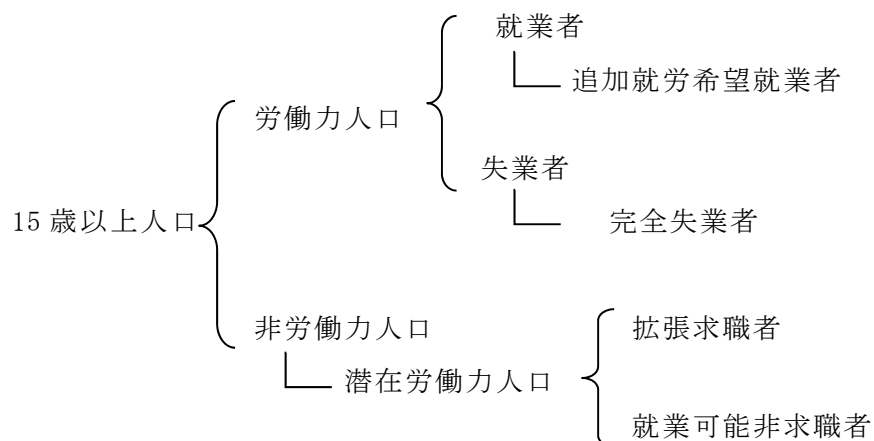 就業者
追加就労希望就業者
労働力人口
失業者
15歳以上人口
完全失業者
非労働力人口
拡張求職者
潜在労働力人口
就業可能非求職者